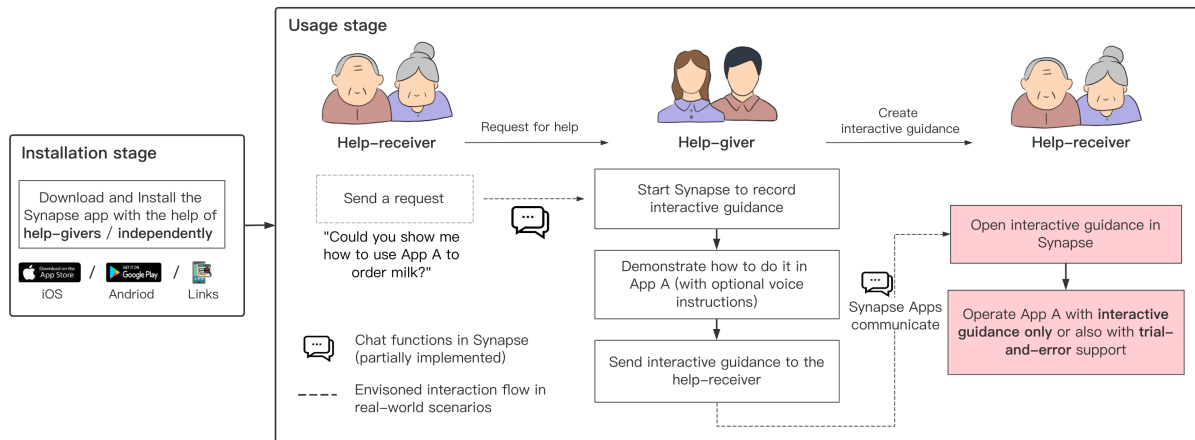 Usage stage
Help-receiver
Request for help
Help-giver
Create
interactive guidance
Help-receiver
Installation stage
Download and Install the
Synapse app with the help of
help-givers / independently
Download on the
App Store
/
GET IT ON
Google Play
/
iOS
Andriod
Links
Send a request
"Could you show me
how to use App A to
order milk?"
Start Synapse to record
interactive guidance
Demonstrate how to do it in
App A (with optional voice
instructions)
Send interactive guidance to the
help-receiver
Synapse Apps
communicate
Open interactive guidance in
Synapse
Operate App A with interactive
guidance only or also with trial-
and-error support
Chat functions in Synapse
(partially implemented)
Envisoned interaction flow in
real-world scenarios